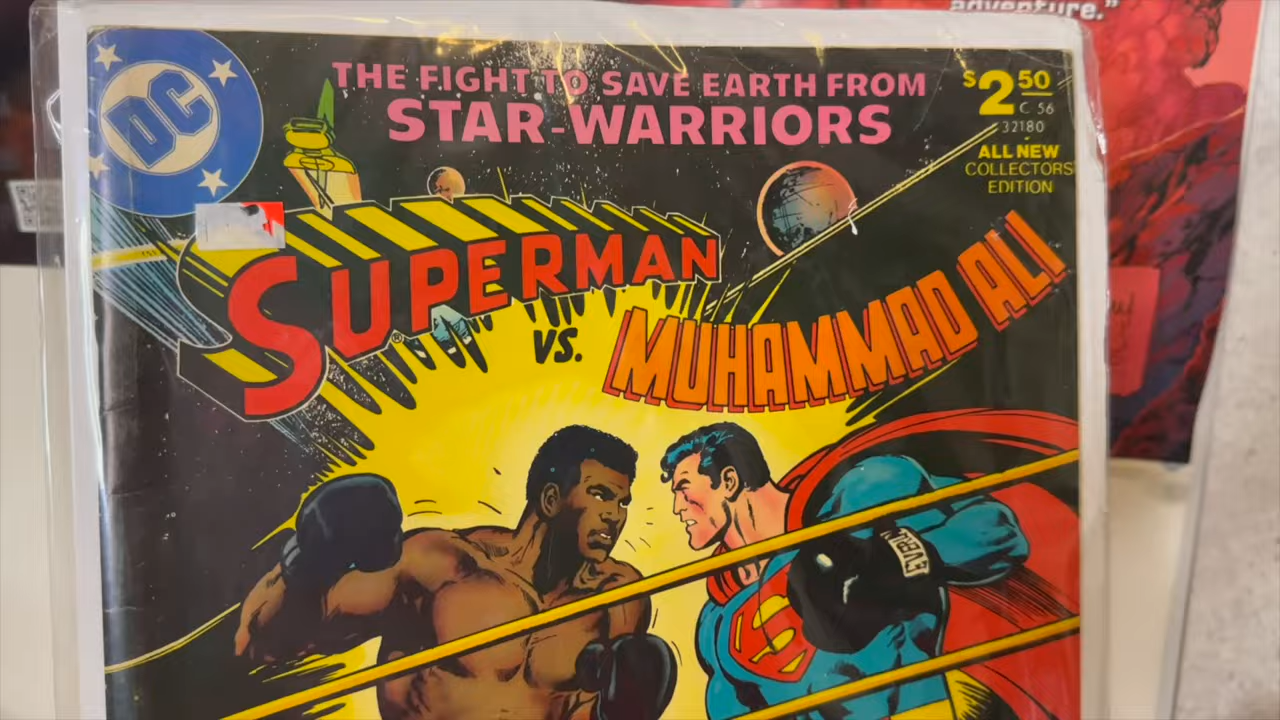 adventure."
DC
THE FIGHT TO SAVE EARTH FROM
STAR-WARRIORS
$2.50
C 56
32180
ALL NEW
COLLECTORS'
EDITION
SUPERMAN®
VS.
MUHAMMAD ALI
EVERL
S